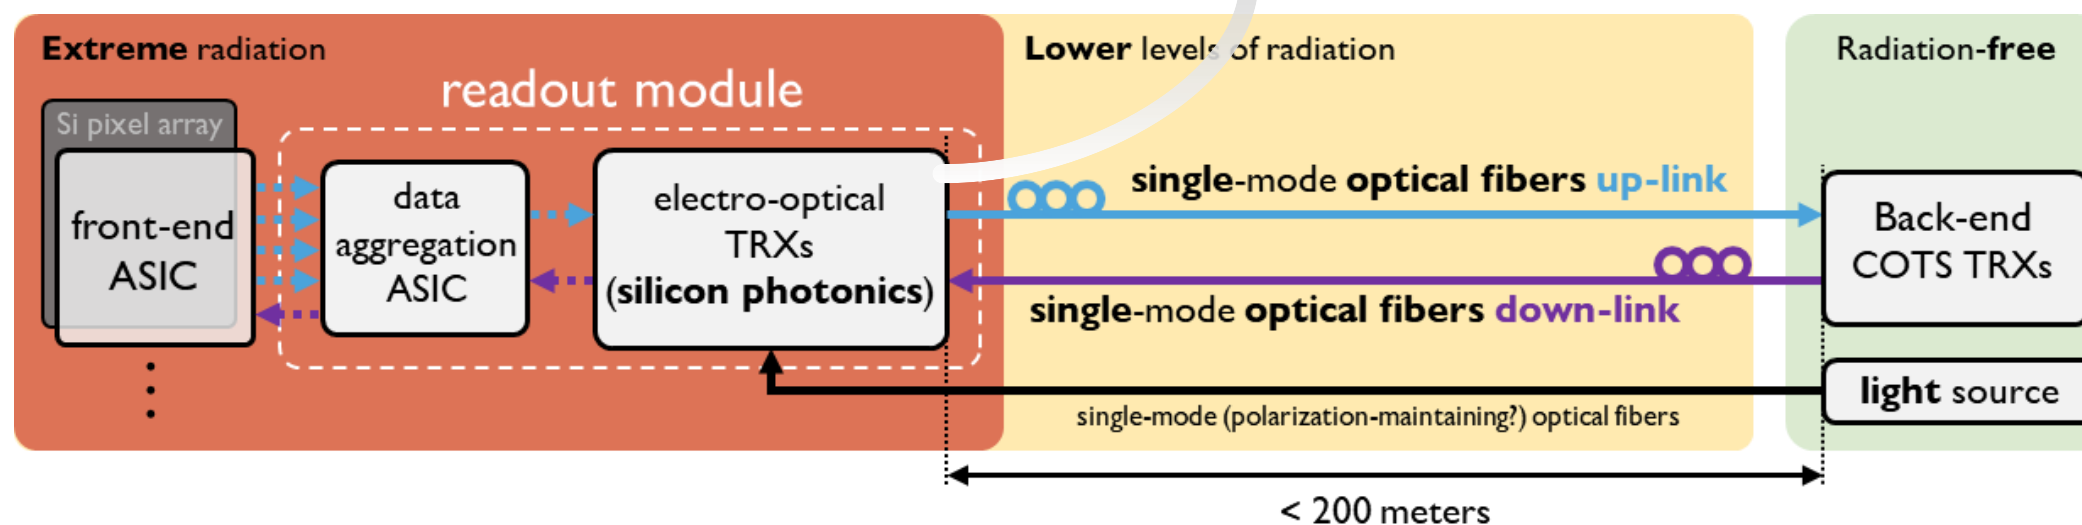 Extreme radiation
Lower levels of radiation
Radiation-free
readout module
Si pixel array
front-end
ASIC
data
aggregation
ASIC
electro-optical
TRXs
(silicon photonics)
single-mode optical fibers up-link
single-mode optical fibers down-link
Back-end
COTS TRXs
light source
single-mode (polarization-maintaining?) optical fibers
< 200 meters